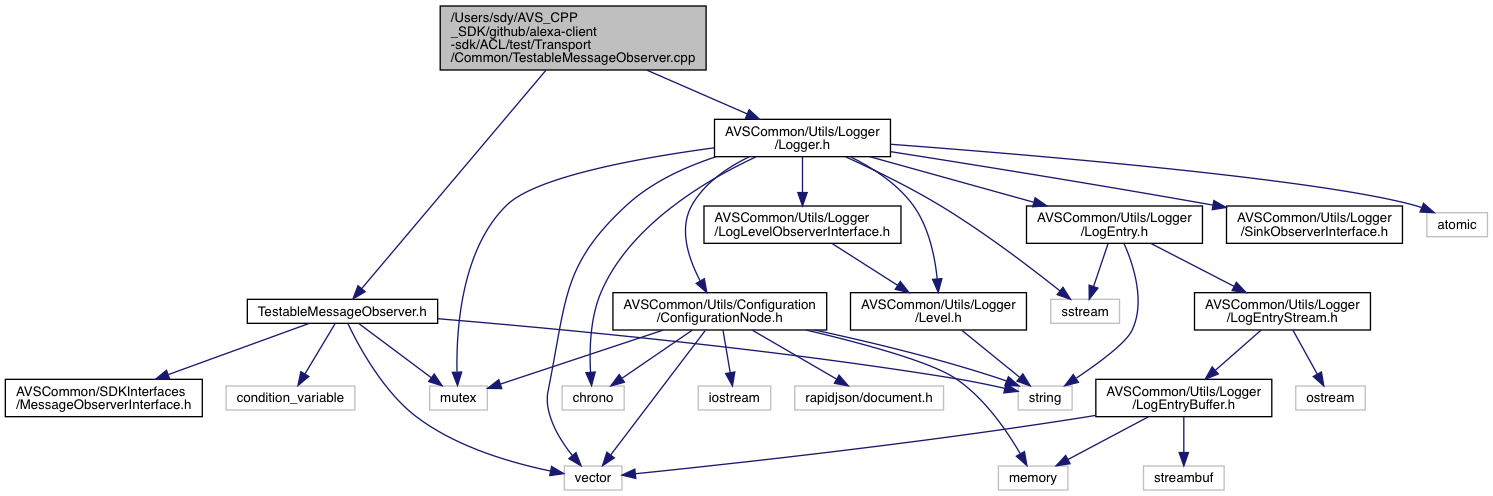 /Users/sdy/AVS_CPP
_SDK/github/alexa-client
-sdk/ACL/test/Transport
/Common/TestableMessageObserver.cpp
AVSCommon/Utils/Logger
/Logger.h
AVSCommon/Utils/Logger
/LogLevelObserverInterface.h
AVSCommon/Utils/Logger
/LogEntry.h
AVSCommon/Utils/Logger
/SinkObserverInterface.h
atomic
TestableMessageObserver.h
AVSCommon/Utils/Configuration
/ConfigurationNode.h
AVSCommon/Utils/Logger
/Level.h
sstream
AVSCommon/Utils/Logger
/LogEntryStream.h
AVSCommon/SDKInterfaces
/MessageObserverInterface.h
condition_variable
mutex
chrono
iostream
rapidjson/document.h
string
AVSCommon/Utils/Logger
/LogEntryBuffer.h
ostream
vector
memory
streambuf